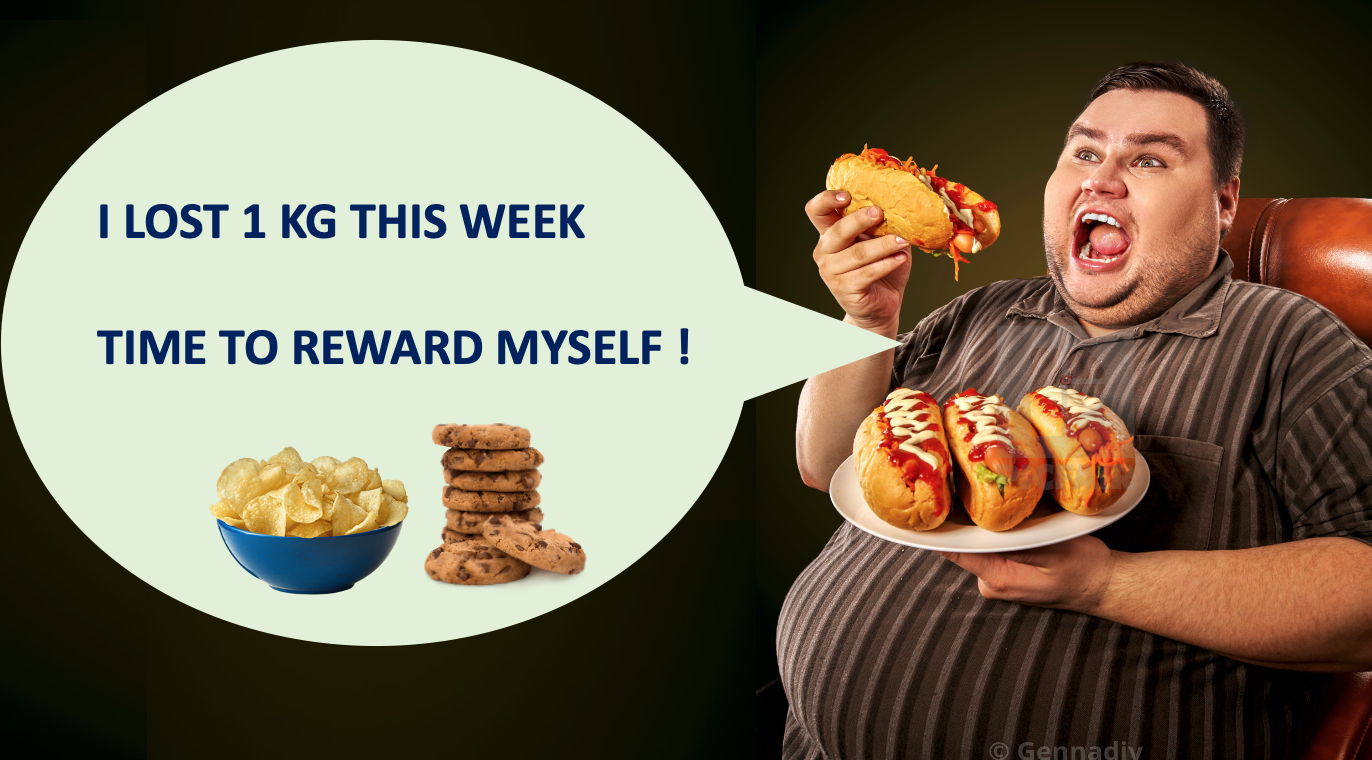 I LOST 1 KG THIS WEEK
TIME TO REWARD MYSELF !
© Gennadiy